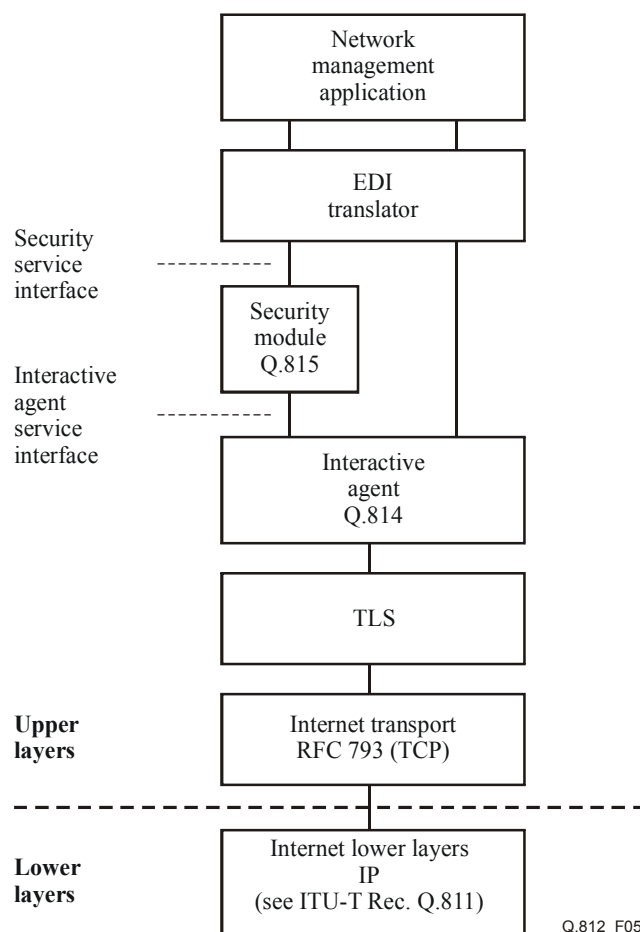 Network
management
application
EDI
translator
Security
service
interface
Security
module
Q.815
Interactive
agent
service
interface
Interactive
agent
Q.814
TLS
Upper
layers
Internet transport
RFC 793 (TCP)
Lower
layers
Internet lower layers
IP
(see ITU-T Rec. Q.811)
Q.812_F05